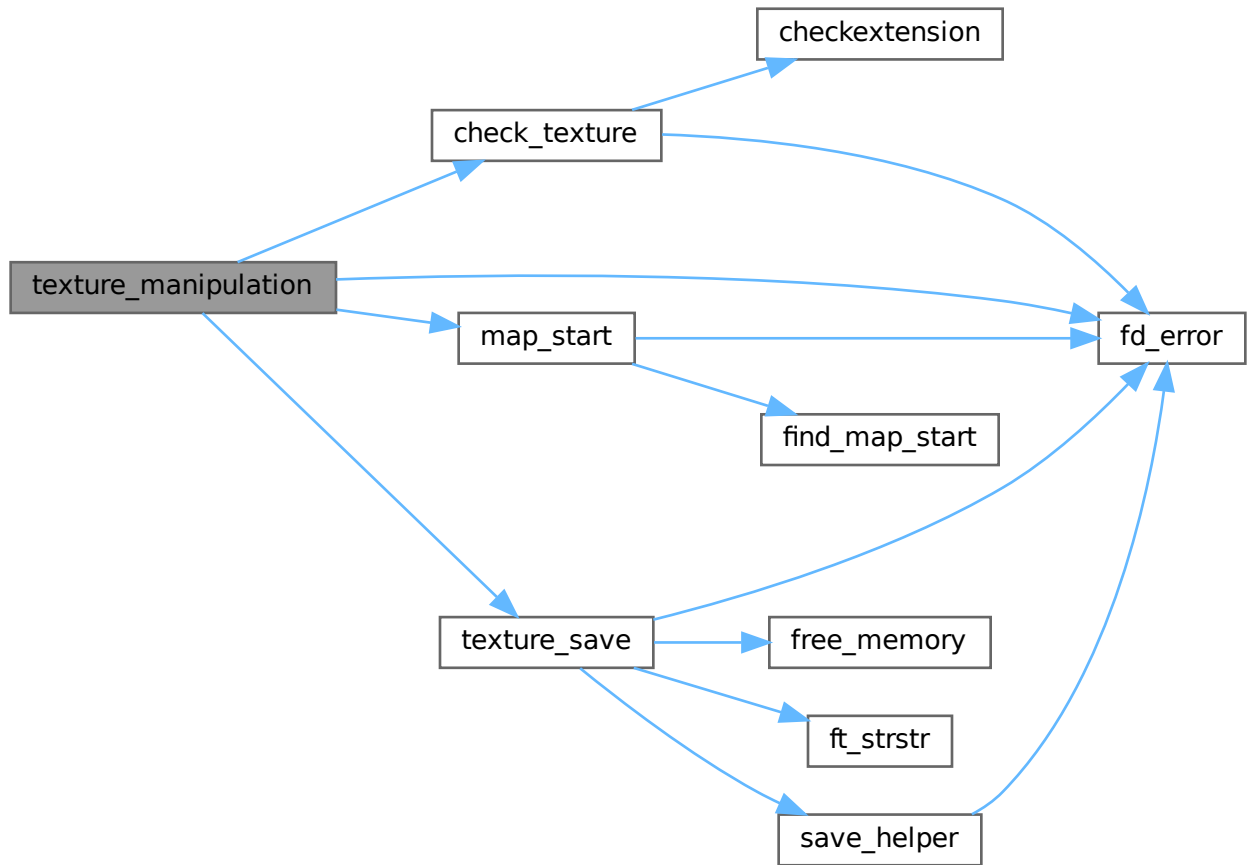 checkextension
check_texture
texture_manipulation
map_start
fd_error
find_map_start
texture_save
free_memory
ft_strstr
save_helper